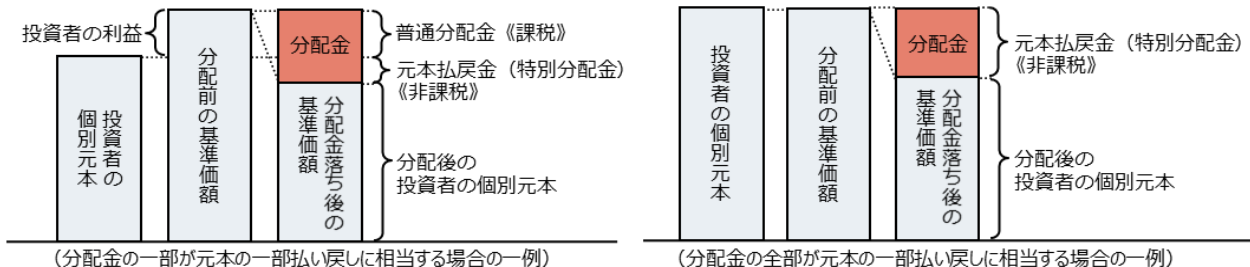 投資者の利益
投資者の
個別元本
分配前の基準価額
分配金
分配金落ち後の
基準価額
普通分配金《課税》
元本払戻金（特別分配金）
《非課税》
分配後の
投資者の個別元本
（分配金の一部が元本の一部払い戻しに相当する場合の一例）
投資者の個別元本
分配前の基準価額
分配金
分配金落ち後の
基準価額
元本払戻金（特別分配金）
《非課税》
分配後の
投資者の個別元本
（分配金の全部が元本の一部払い戻しに相当する場合の一例）